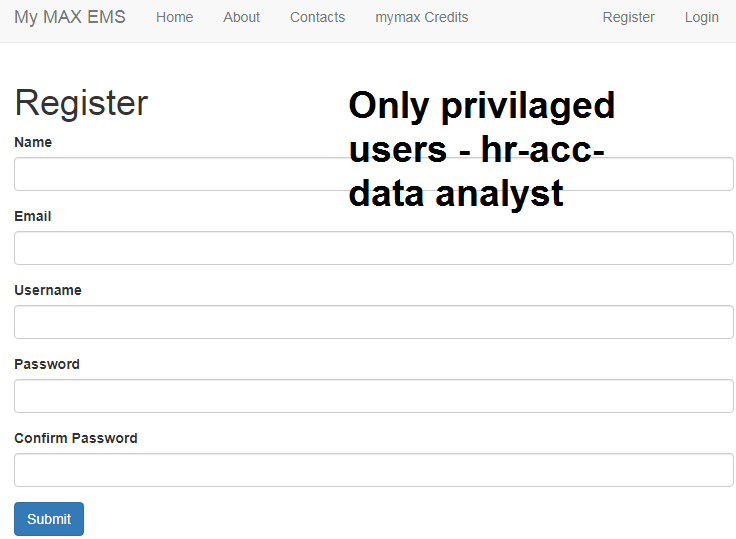 My MAX EMS Home About Contacts mymax Credits Register Login
Register
Only privilaged
users - hr-acc-
data analyst
Name
Email
Username
Password
Confirm Password
Submit